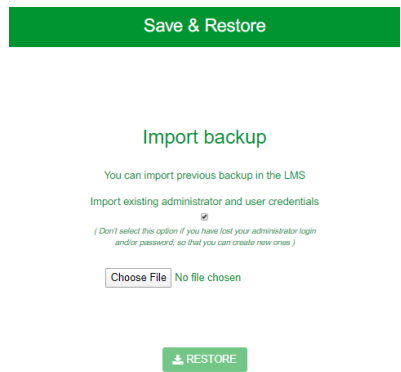 Save & Restore
Import backup
You can import previous backup in the LMS
Import existing administrator and user credentials
( Don't select this option if you have lost your administrator login
and/or password, so that you can create new ones )
Choose File No file chosen
RESTORE